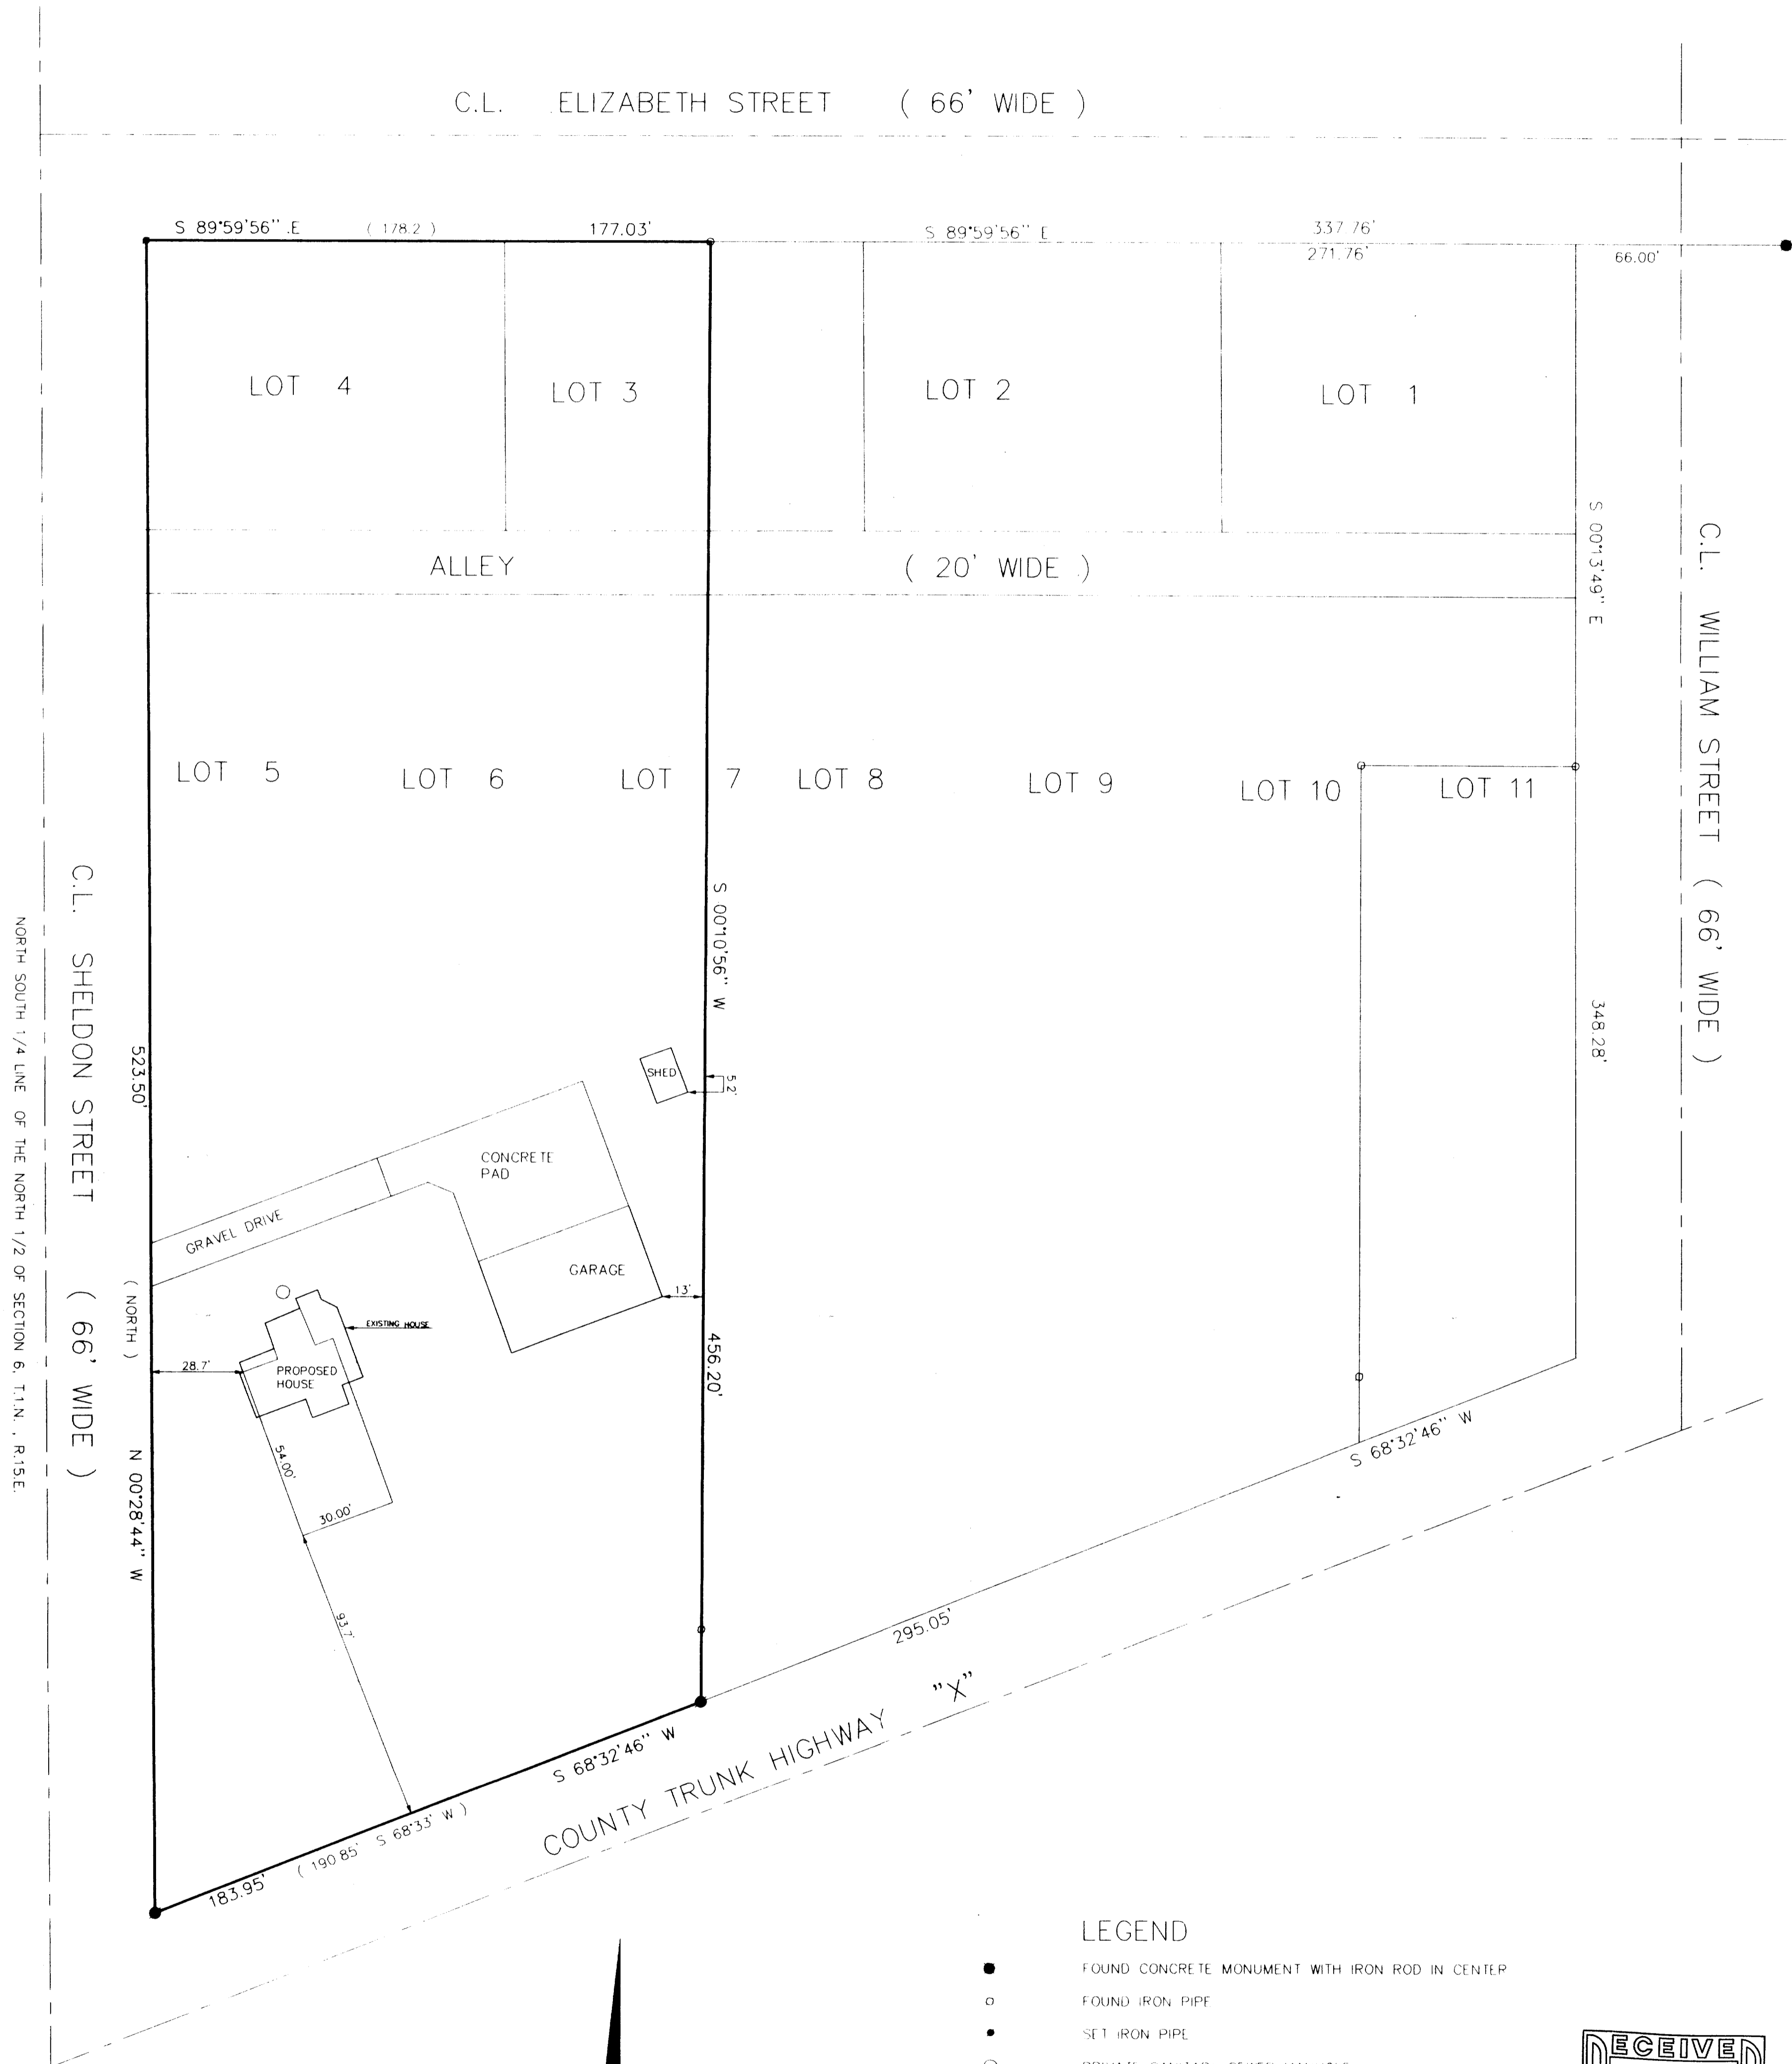 C.L. ELIZABETH STREET ( 66' WIDE )
S 89°59'56" E ( 178.2 ) 177.03' S 89°59'56" E 337.76'
271.76' 66.00'
LOT 4 LOT 3 LOT 2 LOT 1
S 00°13'49" E
C.L. WILLIAM STREET ( 66' WIDE )
ALLEY ( 20' WIDE )
LOT 5 LOT 6 LOT 7 LOT 8 LOT 9 LOT 10 LOT 11
S 00°10'56" W
348.28'
C.L. SHELDON STREET ( 66' WIDE )
NORTH SOUTH 1/4 LINE OF THE NORTH 1/2 OF SECTION 6, T.1.N. , R.15.E.
523.50'
( NORTH )
N 00°28'44" W
SHED
5.2'
CONCRETE
PAD
GRAVEL DRIVE
GARAGE
13'
EXISTING HOUSE
28.7'
PROPOSED
HOUSE
456.20'
54.00'
30.00'
93.7'
S 68°32'46" W
295.05'
COUNTY TRUNK HIGHWAY "X"
S 68°32'46" W
( 190.85' S 68°33' W )
183.95'
LEGEND
FOUND CONCRETE MONUMENT WITH IRON ROD IN CENTER
FOUND IRON PIPE
SET IRON PIPE
RECEIVED